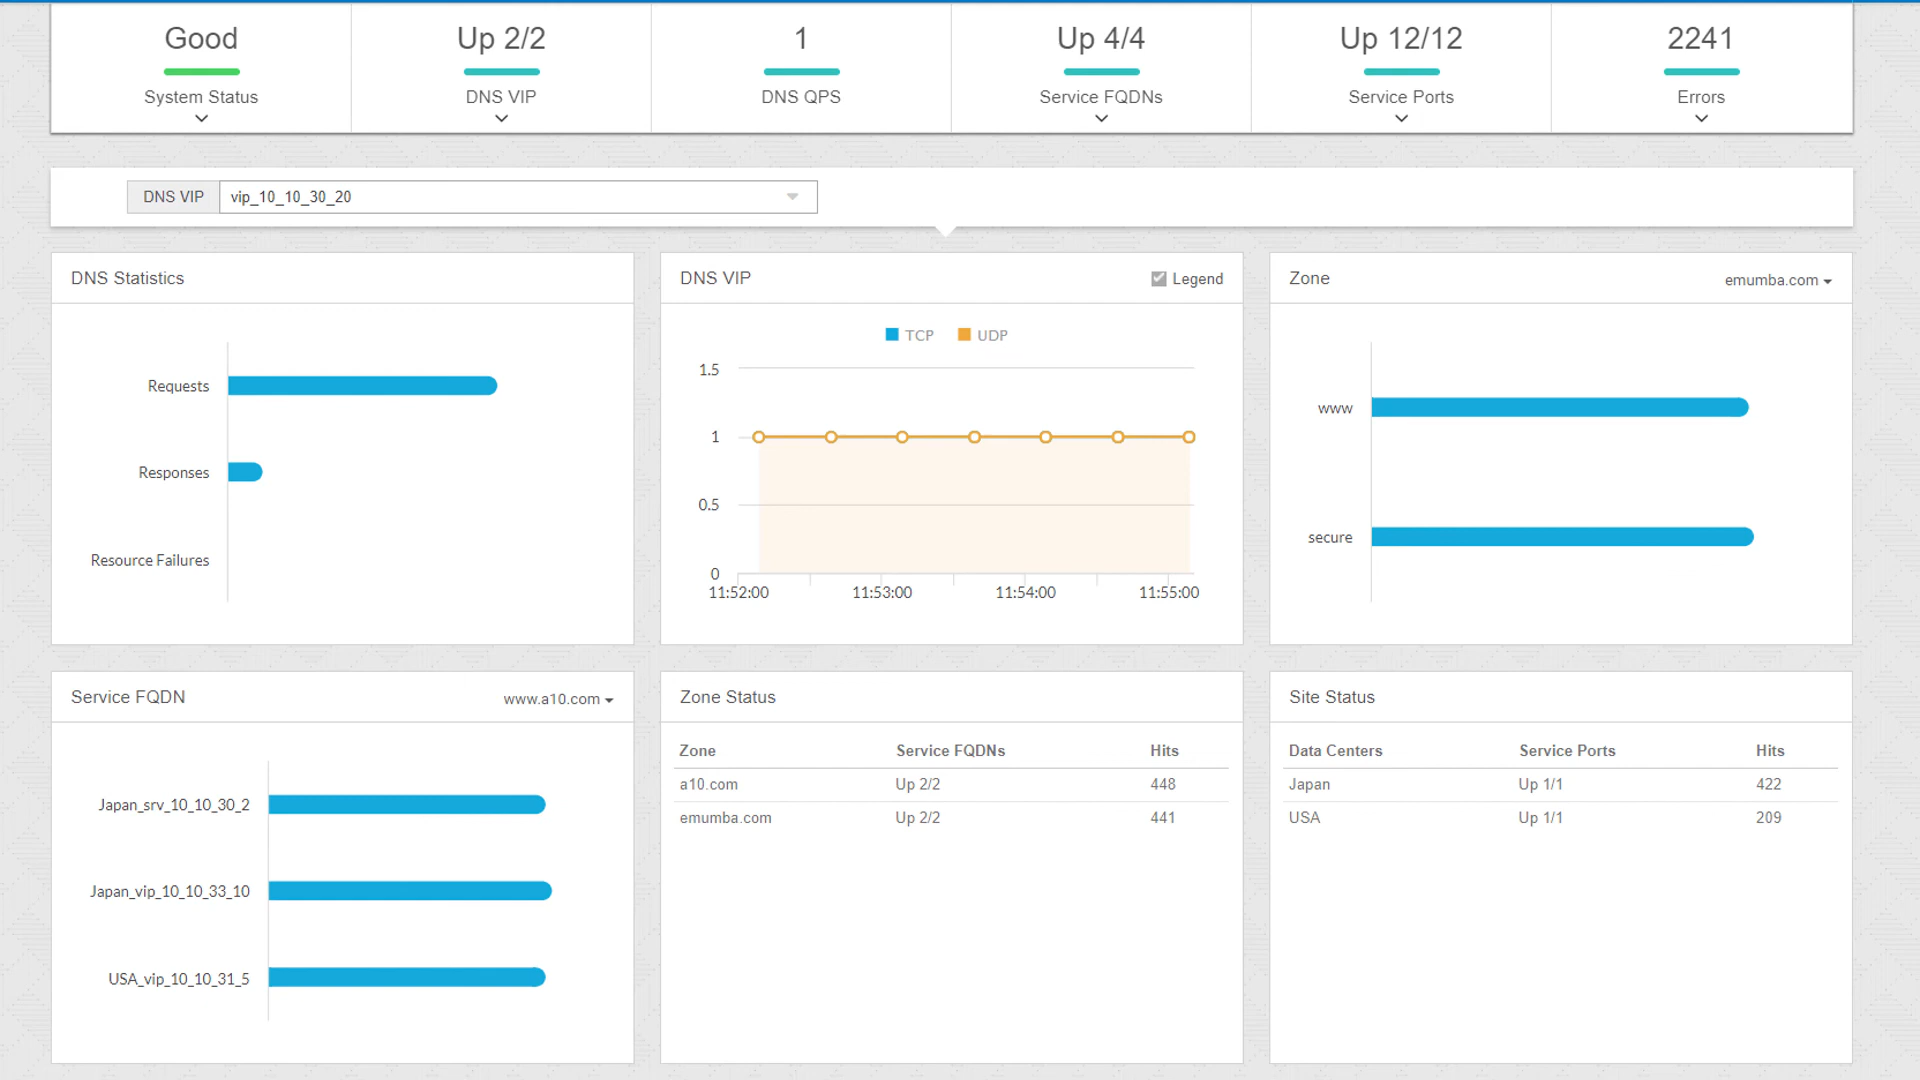 Good
System Status
Up 2/2
DNS VIP
1
DNS QPS
Up 4/4
Service FQDNs
Up 12/12
Service Ports
2241
Errors
DNS VIP vip_10_10_30_20
DNS Statistics
Requests
Responses
Resource Failures
DNS VIP Legend
TCP UDP
1.5
1
0.5
0
11:52:00 11:53:00 11:54:00 11:55:00
Zone emumba.com
www
secure
Service FQDN www.a10.com
Japan_srv_10_10_30_2
Japan_vip_10_10_33_10
USA_vip_10_10_31_5
Zone Status
Zone Service FQDNs Hits
a10.com Up 2/2 448
emumba.com Up 2/2 441
Site Status
Data Centers Service Ports Hits
Japan Up 1/1 422
USA Up 1/1 209